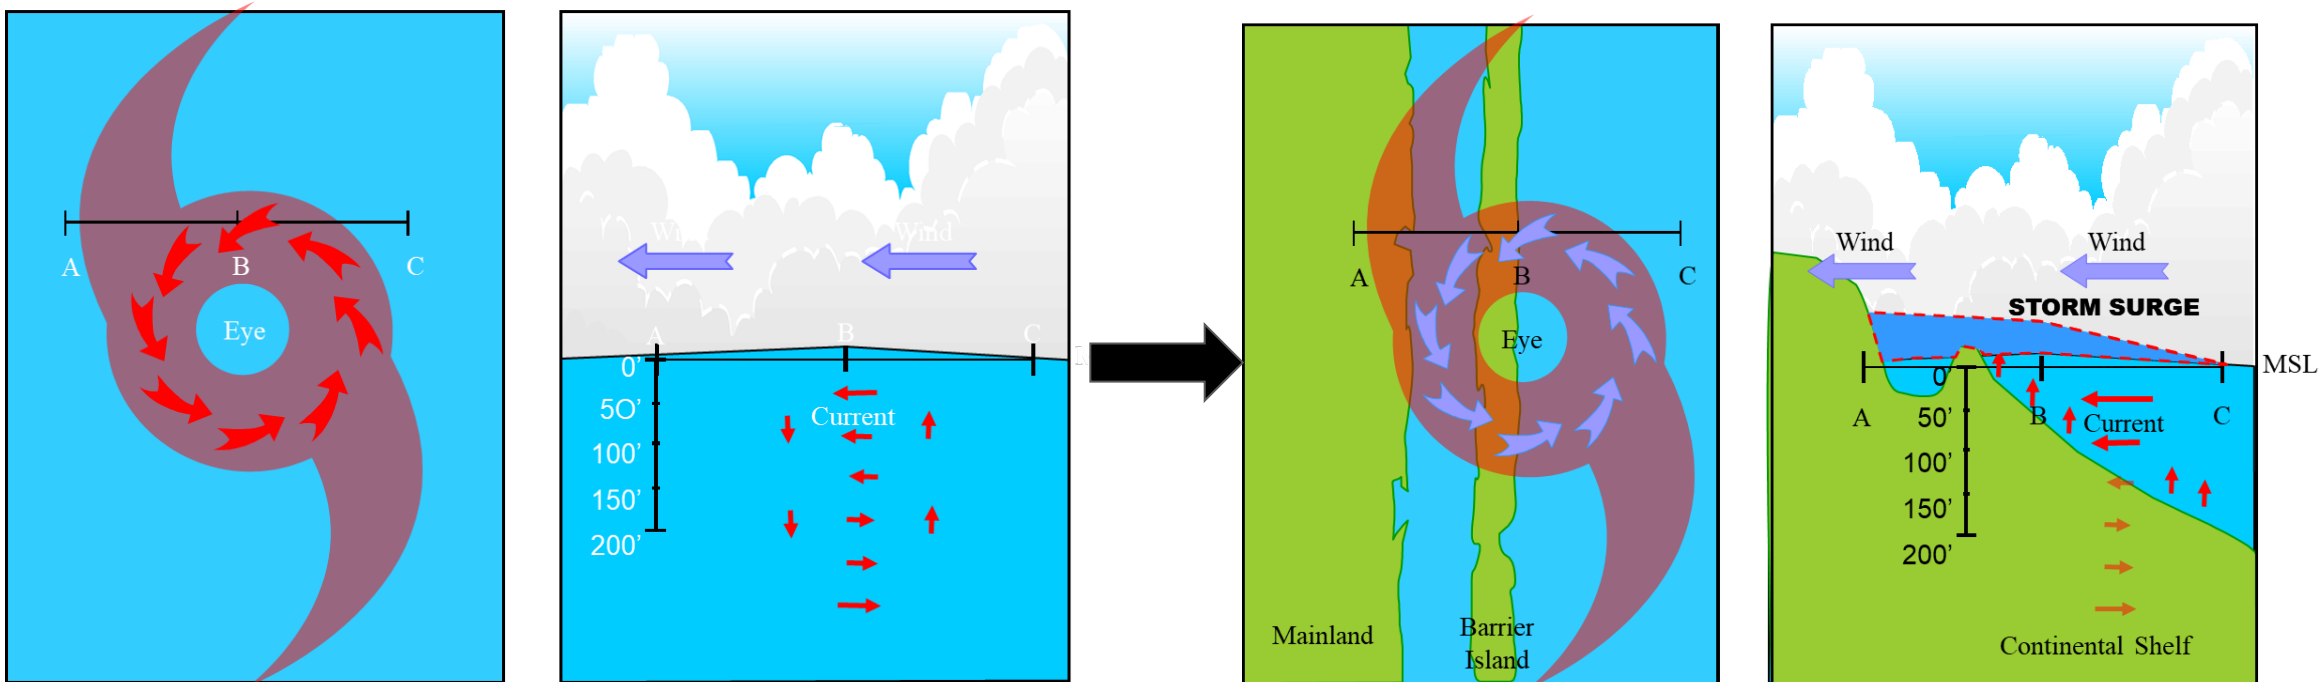 A
B
C
Eye
Wind
Wind
A
B
C
0’
5O’
Current
100’
150’
200’
A
B
C
Eye
Mainland
Barrier
Island
Wind
Wind
STORM SURGE
MSL
0’
A
50’
B
Current
C
100’
150’
200’
Continental Shelf